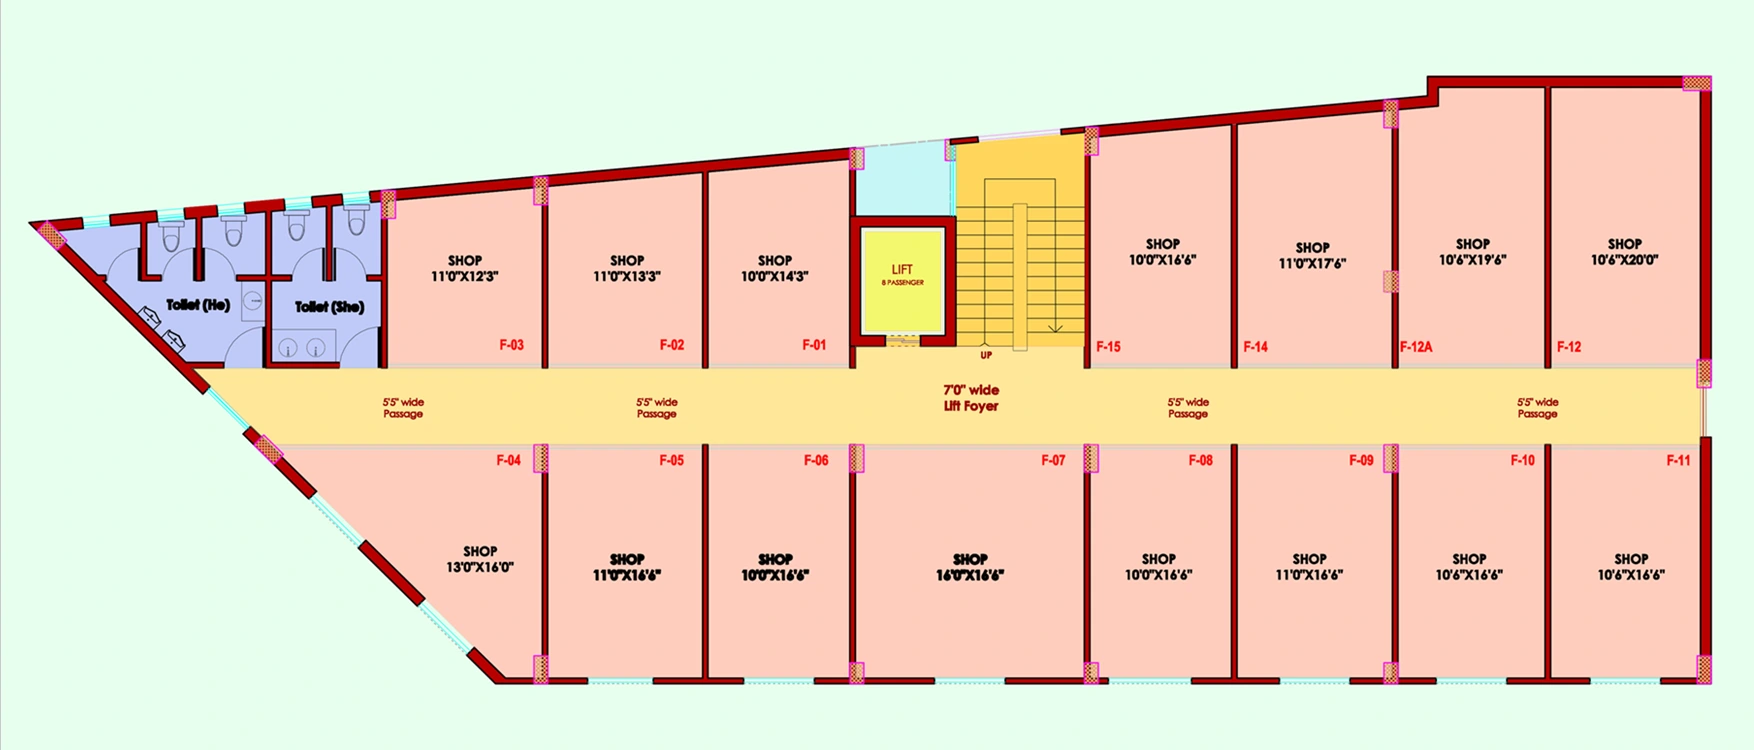 SHOP
11'0"X12'3"
F-03
SHOP
11'0"X13'3"
F-02
SHOP
10'0"X14'3"
F-01
LIFT
8 PASSENGER
UP
SHOP
10'0"X16'6"
F-15
SHOP
11'0"X17'6"
F-14
SHOP
10'6"X19'6"
F-12A
SHOP
10'6"X20'0"
F-12
Toilet (He)
Toilet (She)
5'5" wide
Passage
5'5" wide
Passage
7'0" wide
Lift Foyer
5'5" wide
Passage
5'5" wide
Passage
F-04
SHOP
13'0"X16'0"
F-05
SHOP
11'0"X16'6"
F-06
SHOP
10'0"X16'6"
F-07
SHOP
16'0"X16'6"
F-08
SHOP
10'0"X16'6"
F-09
SHOP
11'0"X16'6"
F-10
SHOP
10'6"X16'6"
F-11
SHOP
10'6"X16'6"